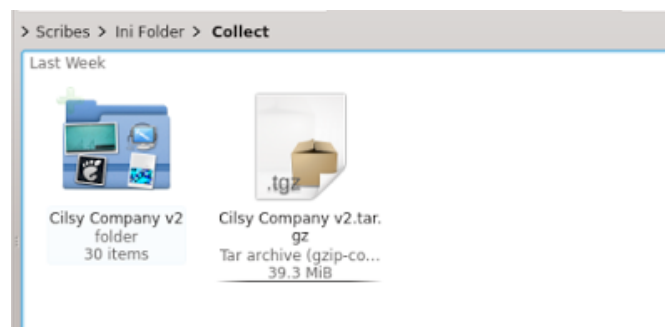 > Scribes > Ini Folder > Collect
Last Week
.tgz
Cilsy Company v2
folder
30 items
Cilsy Company v2.tar.
gz
Tar archive (gzip-co...
39.3 MiB